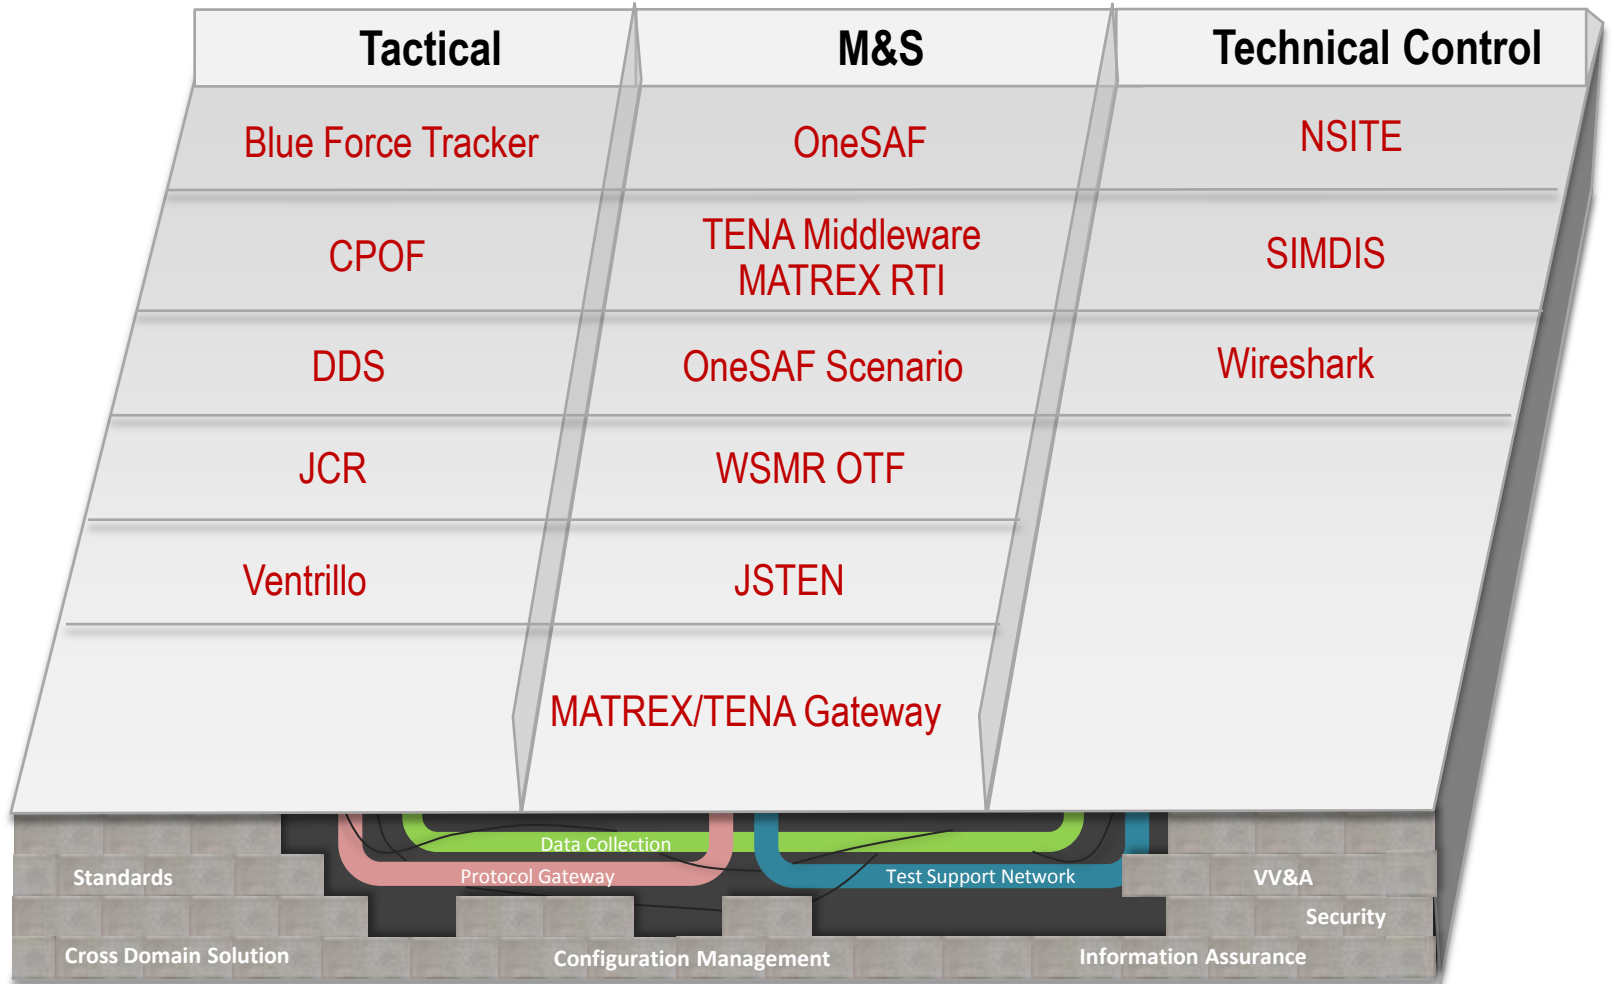 Tactical
M&S
Technical Control
Blue Force Tracker
OneSAF
NSITE
CPOF
TENA Middleware
MATREX RTI
SIMDIS
DDS
OneSAF Scenario
Wireshark
JCR
WSMR OTF
Ventrillo
JSTEN
MATREX/TENA Gateway
Data Collection
Standards
Protocol Gateway
Test Support Network
VV&A
Security
Cross Domain Solution
Configuration Management
Information Assurance